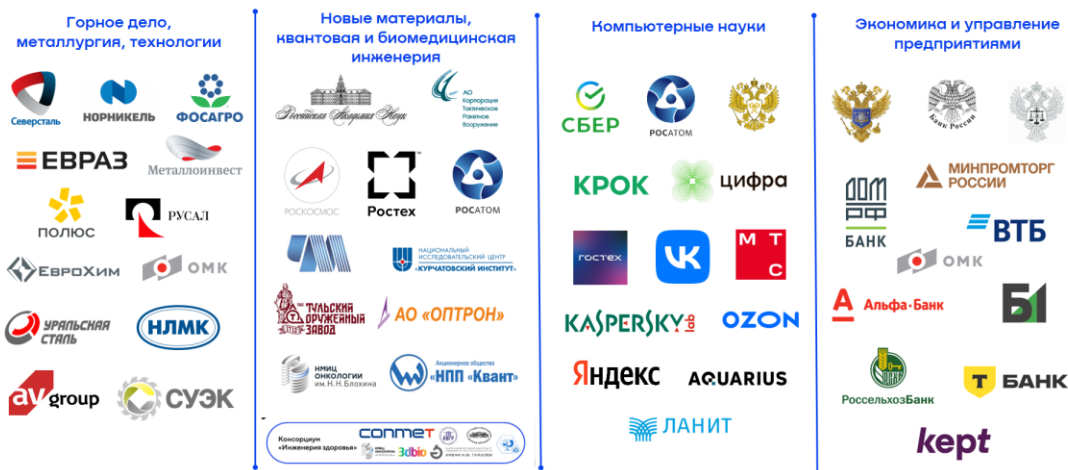 Горное дело,
металлургия, технологии
Северсталь
НОРНИКЕЛЬ
ФОСАГРО
ЕВРАЗ
Металлоинвест
ПОЛЮС
РУСАЛ
ЕвроХим
ОМК
УРАЛЬСКАЯ
СТАЛЬ
НЛМК
av group
СУЭК
Новые материалы,
квантовая и биомедицинская
инженерия
Российская Академия Наук
АО
Корпорация
Тактическое
Ракетное
Вооружение
РОСКОСМОС
Ростех
РОСАТОМ
НАЦИОНАЛЬНЫЙ
ИССЛЕДОВАТЕЛЬСКИЙ ЦЕНТР
«КУРЧАТОВСКИЙ ИНСТИТУТ»
ПАО ТУЛЬСКИЙ
ОРУЖЕЙНЫЙ
ЗАВОД
АО «ОПТРОН»
НМИЦ
ОНКОЛОГИИ
им. Н.Н. Блохина
Акционерное общество
«НПП «Квант»
Консорциум
«Инженерия здоровья»
conmet
3dbio
Компьютерные науки
СБЕР
РОСАТОМ
КРОК
цифра
ГОСТЕХ
VK
МТС
KASPERSKY lab
OZON
Яндекс
AQUARIUS
ЛАНИТ
Экономика и управление
предприятиями
Банк России
ДОМ
РФ
БАНК
МИНПРОМТОРГ
РОССИИ
ВТБ
ОМК
Альфа·Банк
Б1
РоссельхозБанк
Т БАНК
kept